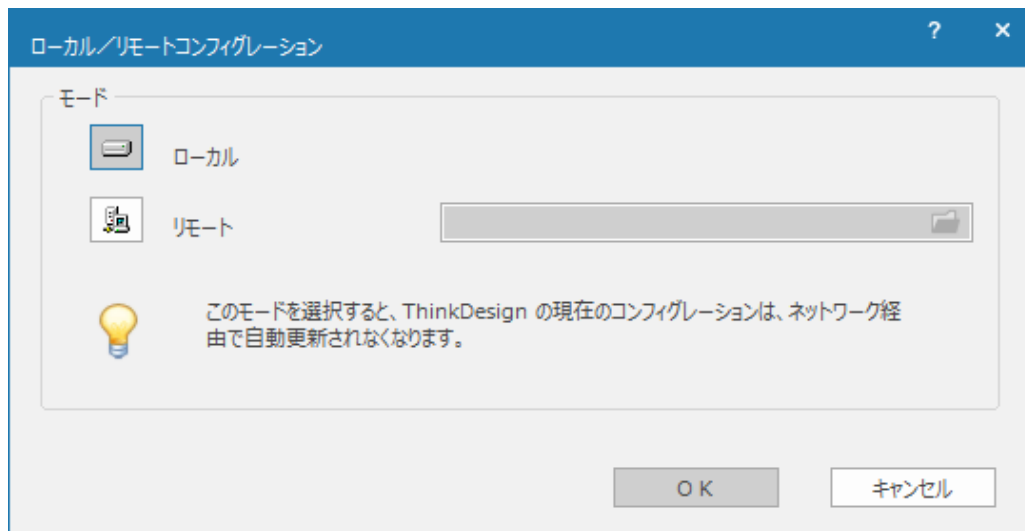 ローカル／リモートコンフィグレーション
? ×
モード
ローカル
リモート
このモードを選択すると、ThinkDesign の現在のコンフィグレーションは、ネットワーク経
由で自動更新されなくなります。
OK
キャンセル